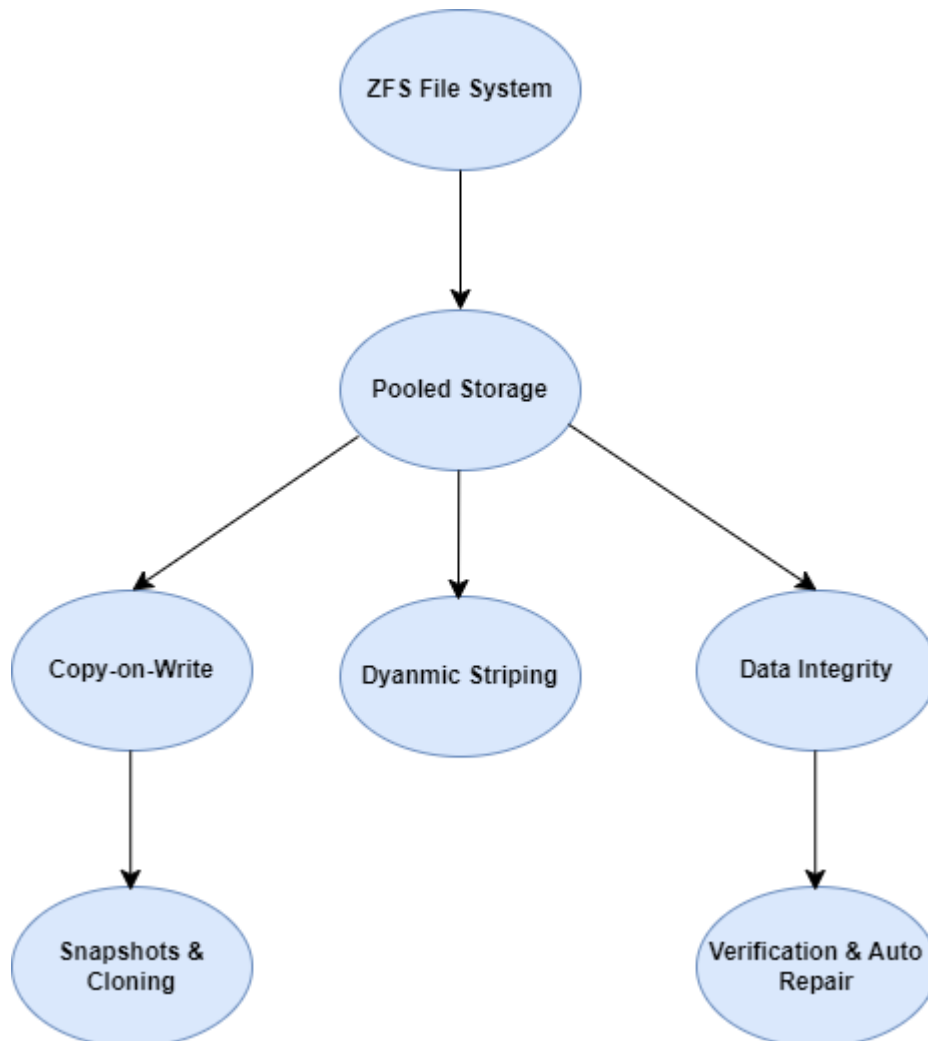 ZFS File System
Pooled Storage
Copy-on-Write
Dyanmic Striping
Data Integrity
Snapshots &
Cloning
Verification & Auto
Repair